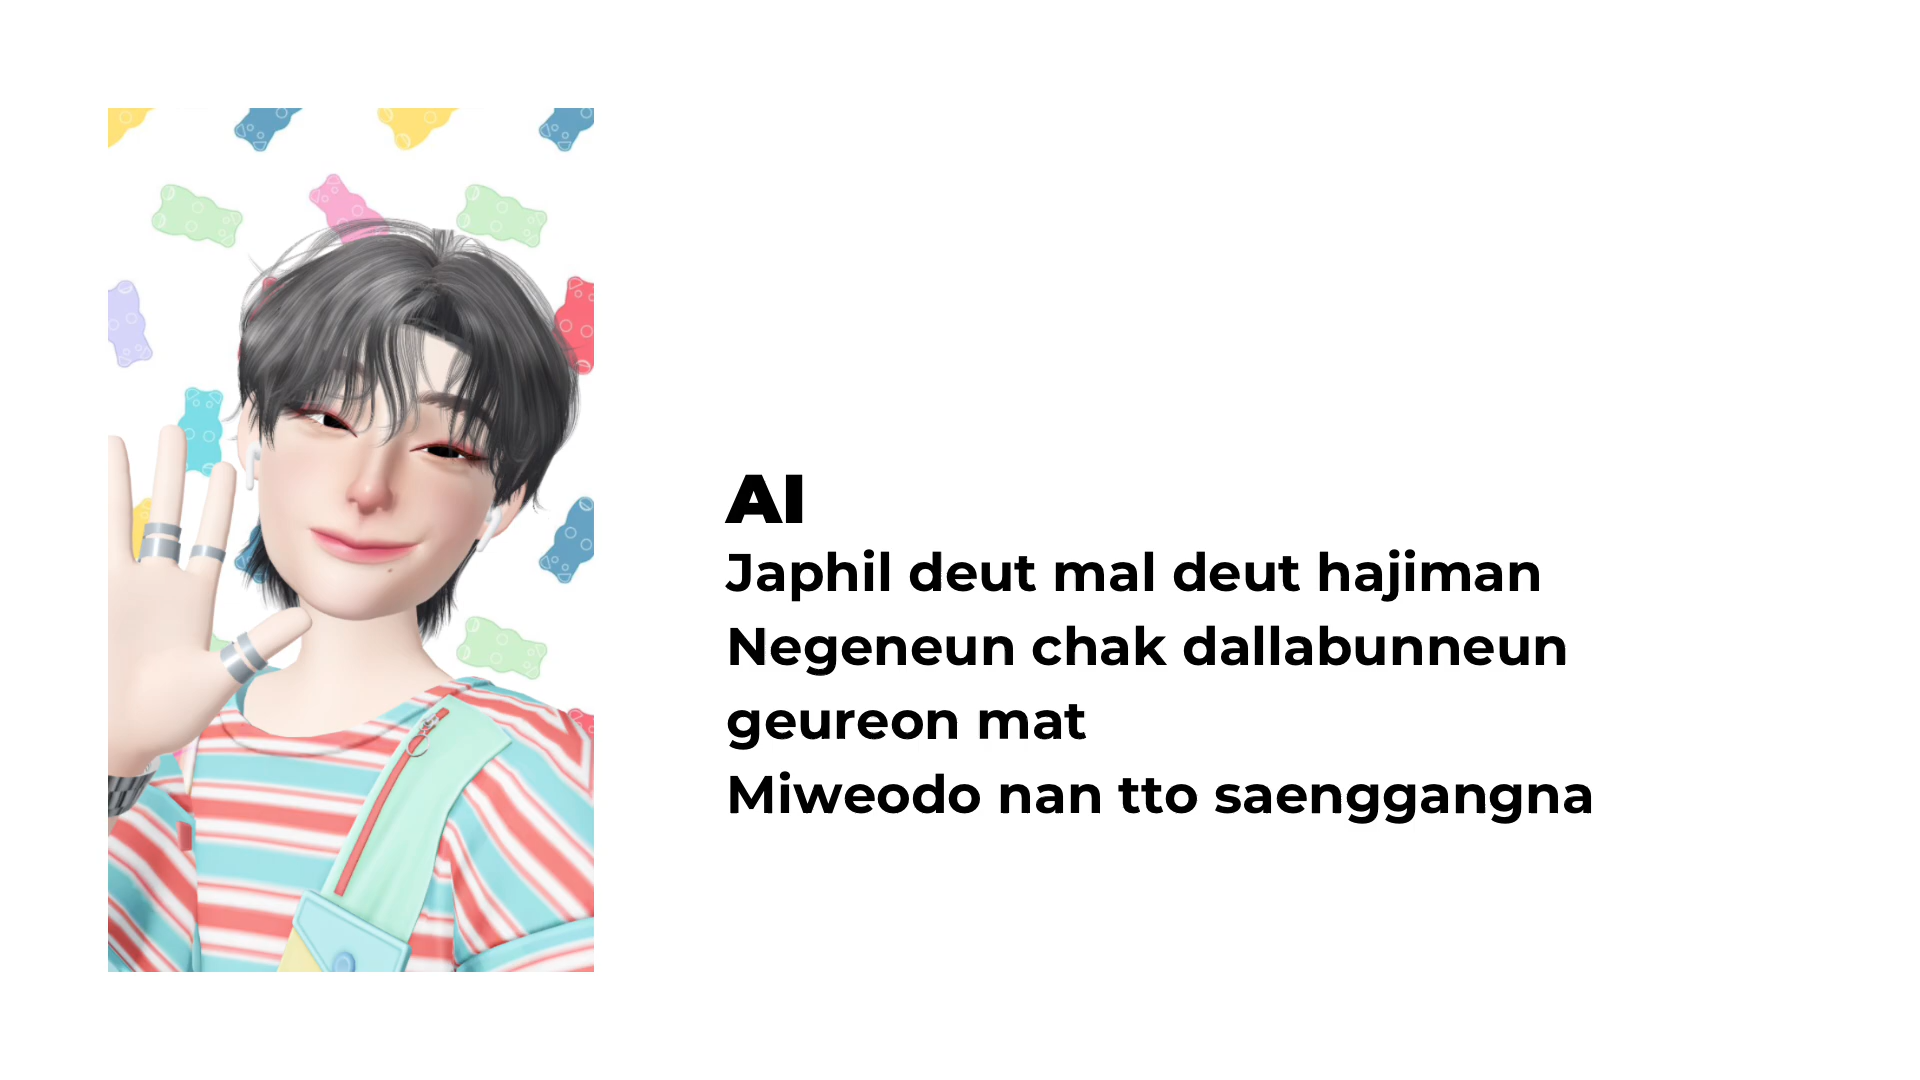 AI
Japhil deut mal deut hajiman
Negeneun chak dallabunneun
geureon mat
Miweodo nan tto saenggangna